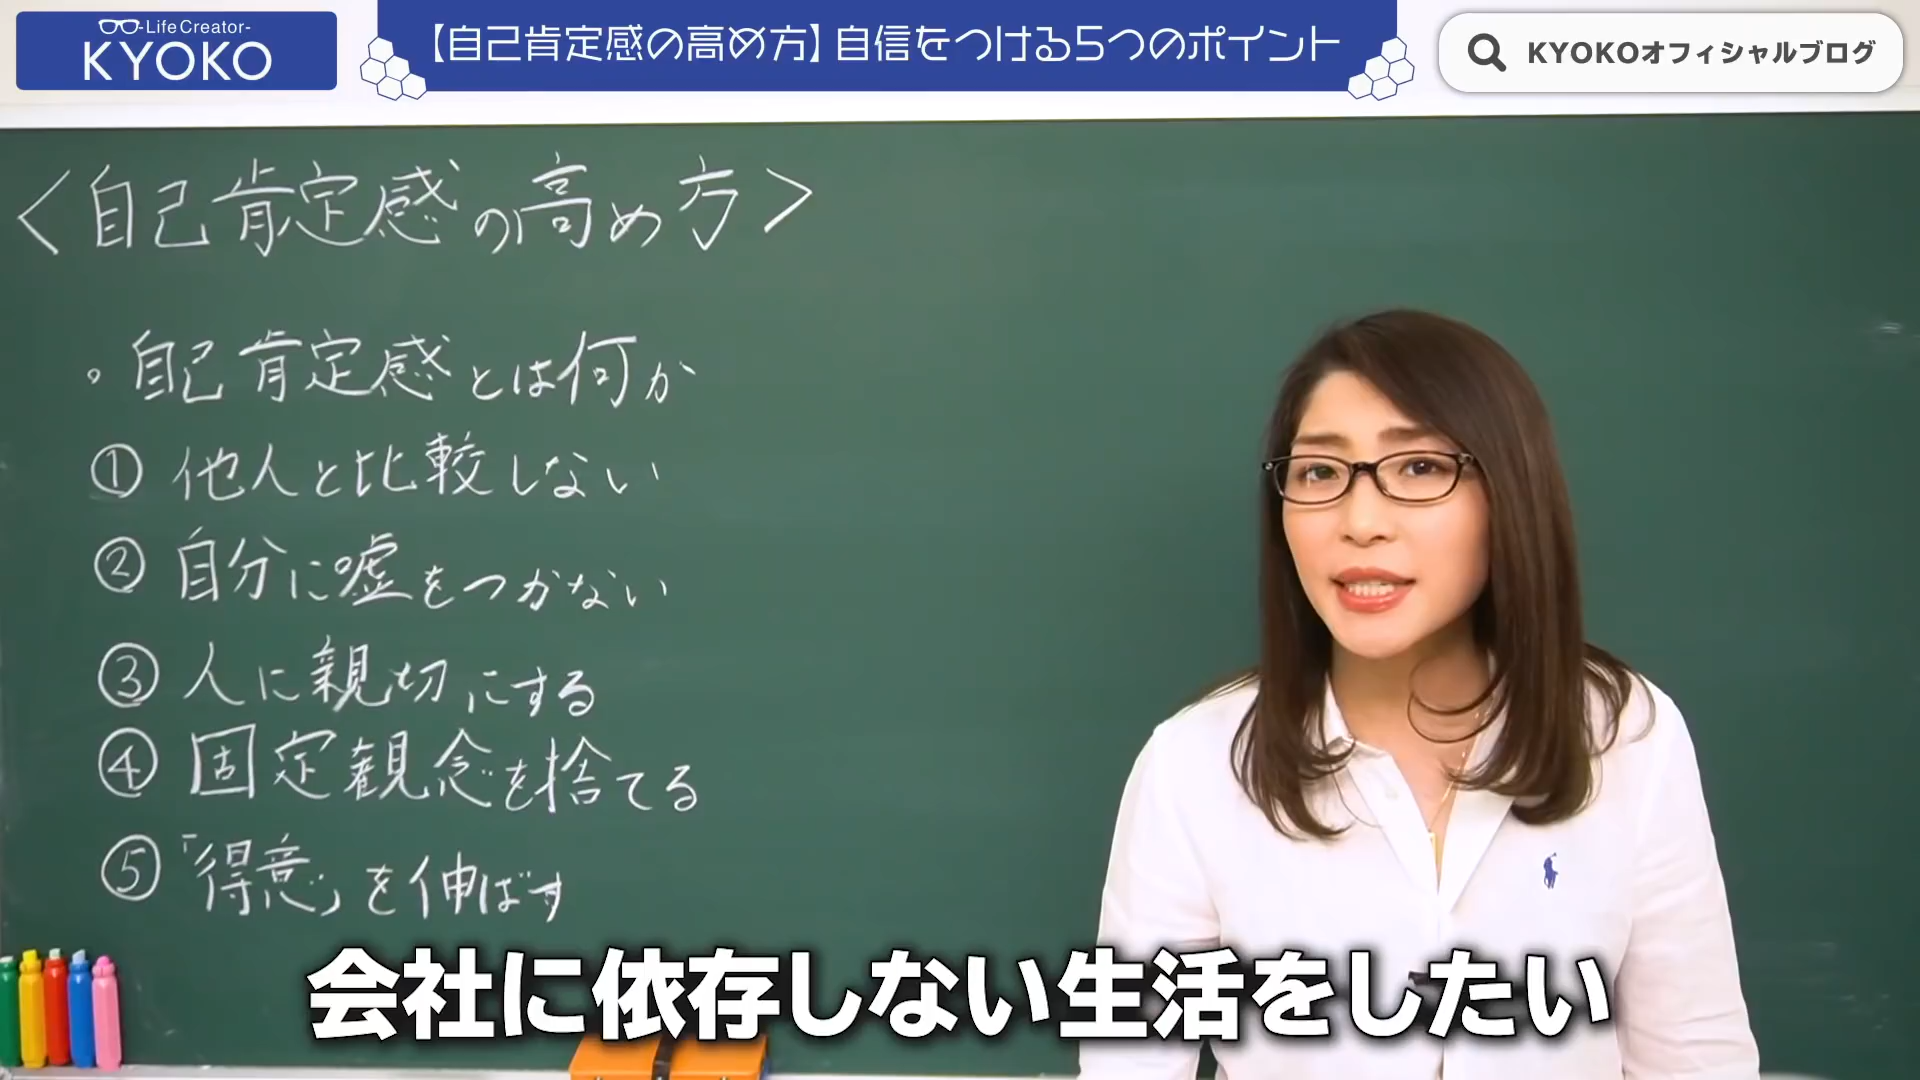 -Life Creator-
KYOKO
【自己肯定感の高め方】自信をつける5つのポイント
KYOKOオフィシャルブログ
＜自己肯定感の高め方＞
。自己肯定感とは何か
① 他人と比較しない
② 自分に嘘をつかない
③ 人に親切にする
④ 固定観念を捨てる
⑤「得意」を伸ばす
会社に依存しない生活をしたい